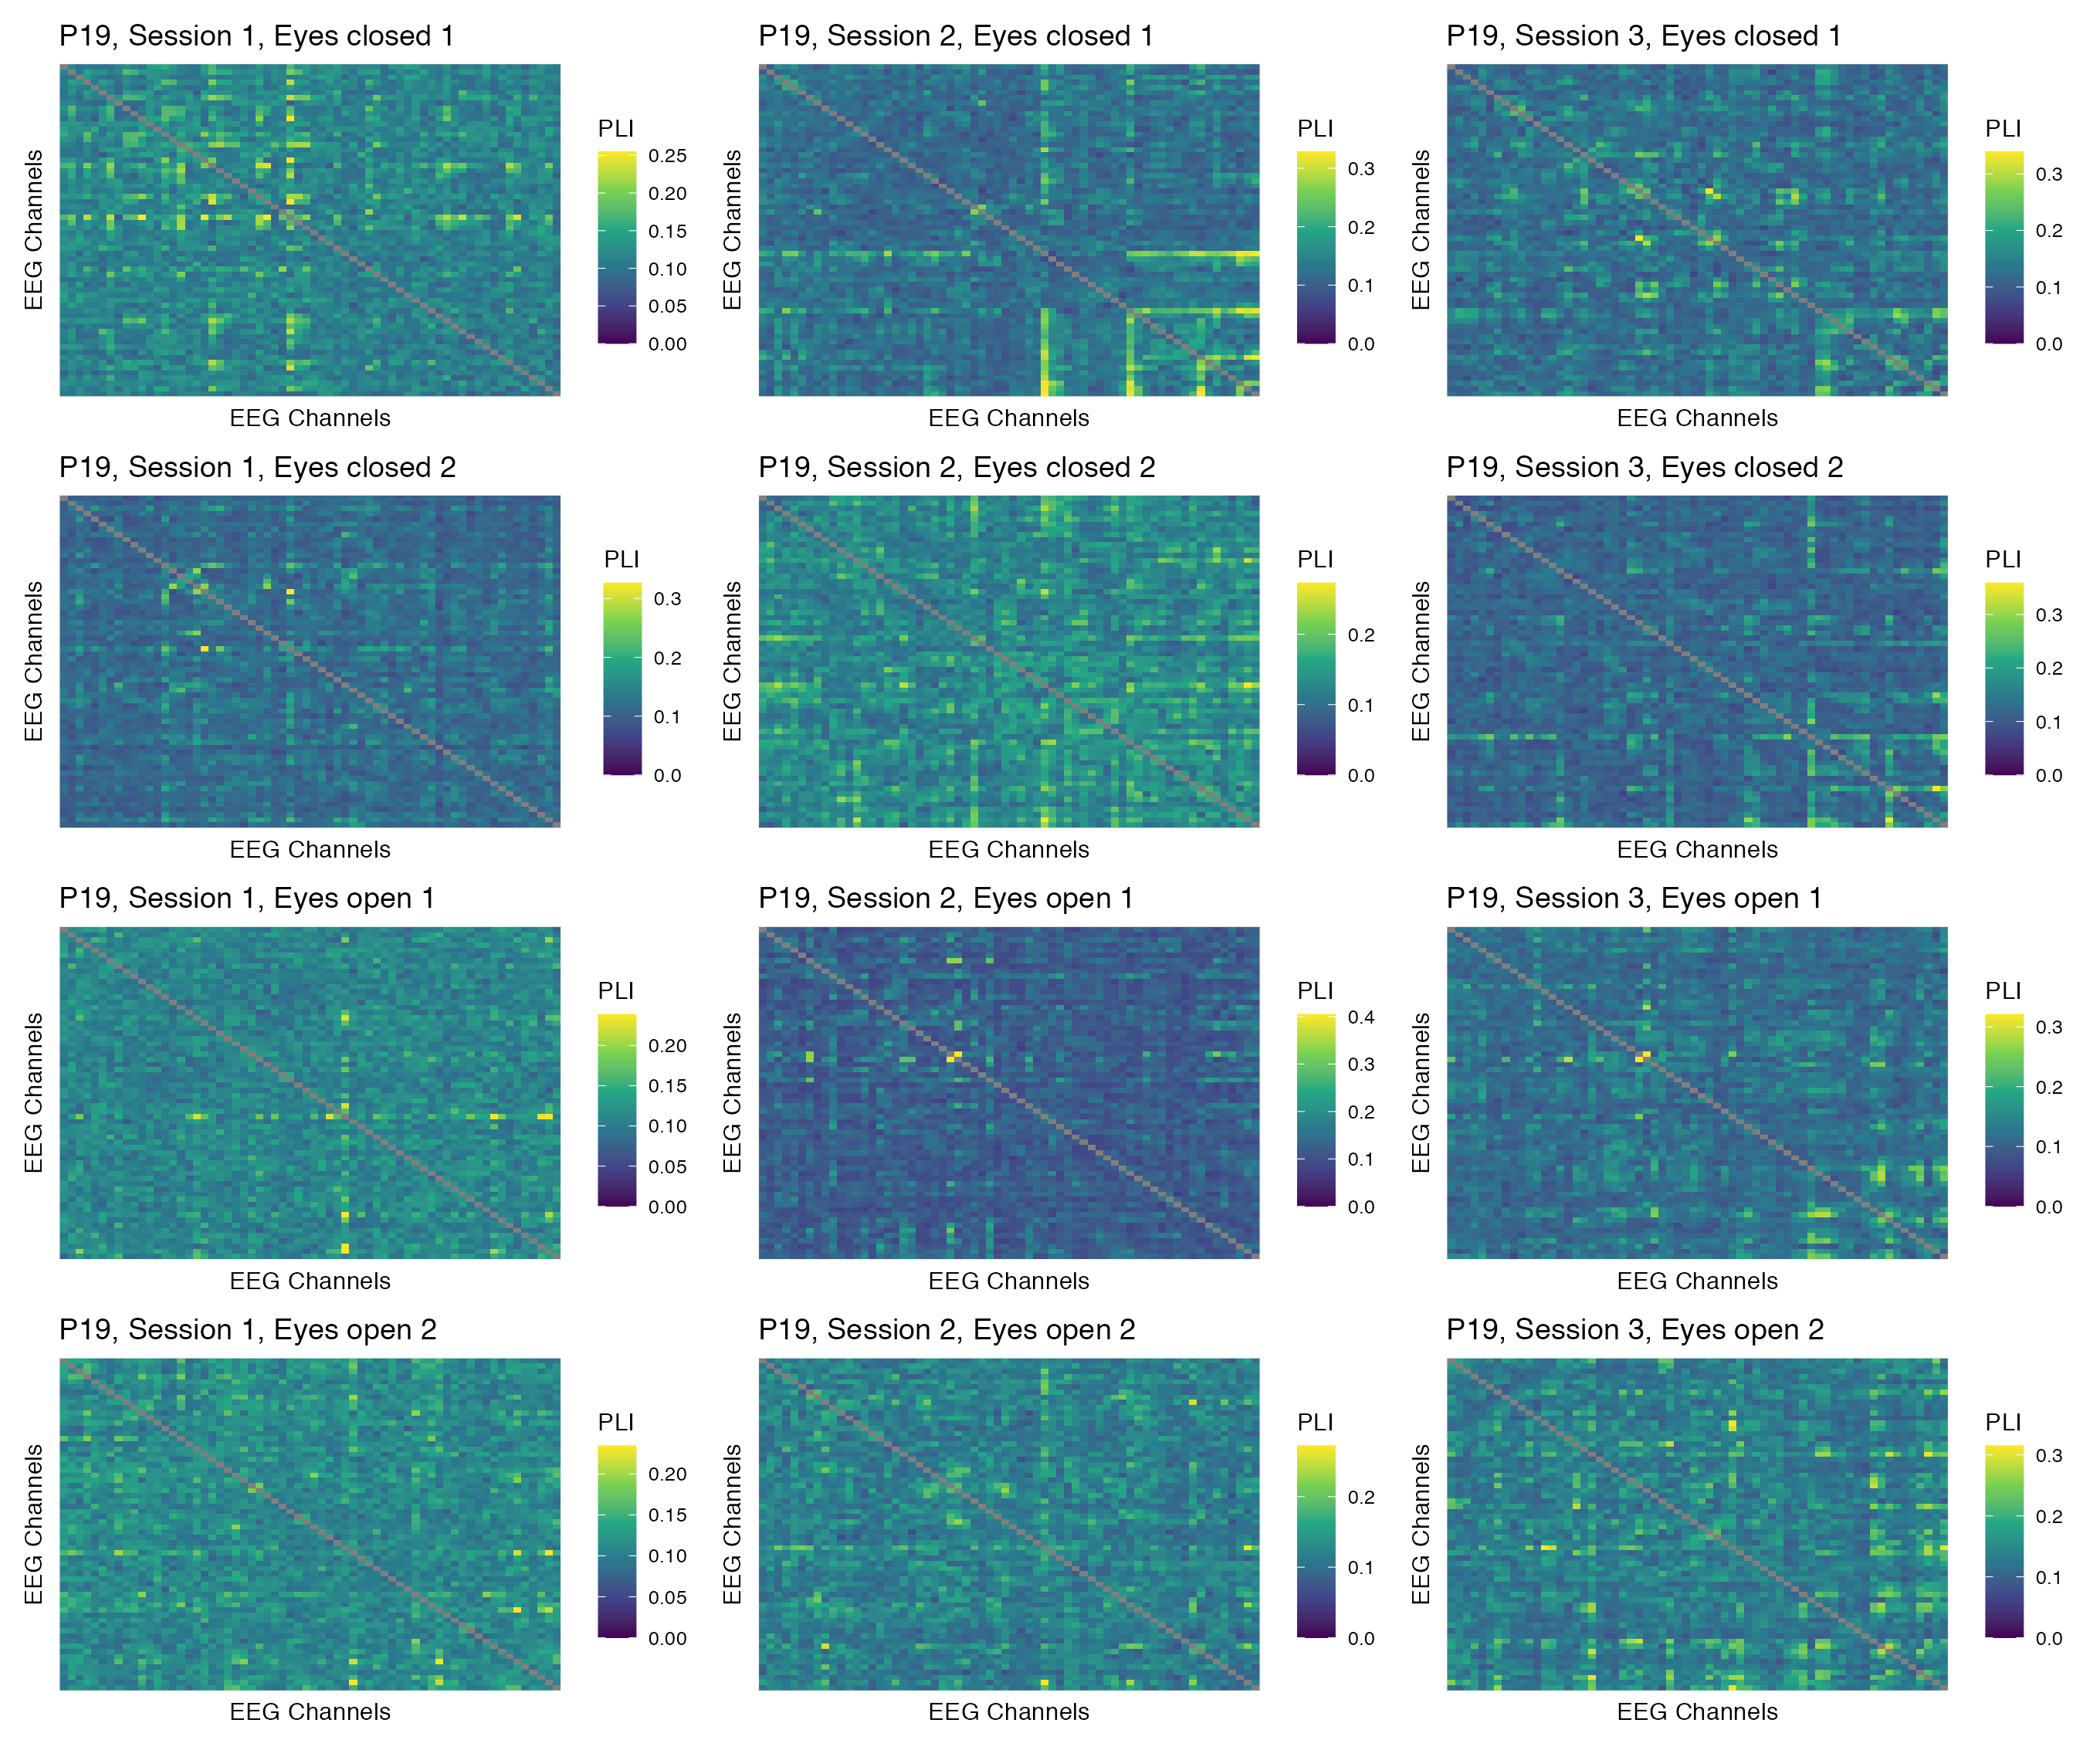 P19, Session 1, Eyes closed 1
EEG Channels
EEG Channels
PLI
0.25
0.20
0.15
0.10
0.05
0.00
P19, Session 2, Eyes closed 1
EEG Channels
EEG Channels
PLI
0.3
0.2
0.1
0.0
P19, Session 3, Eyes closed 1
EEG Channels
EEG Channels
PLI
0.3
0.2
0.1
0.0
P19, Session 1, Eyes closed 2
EEG Channels
EEG Channels
PLI
0.3
0.2
0.1
0.0
P19, Session 2, Eyes closed 2
EEG Channels
EEG Channels
PLI
0.2
0.1
0.0
P19, Session 3, Eyes closed 2
EEG Channels
EEG Channels
PLI
0.3
0.2
0.1
0.0
P19, Session 1, Eyes open 1
EEG Channels
EEG Channels
PLI
0.20
0.15
0.10
0.05
0.00
P19, Session 2, Eyes open 1
EEG Channels
EEG Channels
PLI
0.4
0.3
0.2
0.1
0.0
P19, Session 3, Eyes open 1
EEG Channels
EEG Channels
PLI
0.3
0.2
0.1
0.0
P19, Session 1, Eyes open 2
EEG Channels
EEG Channels
PLI
0.20
0.15
0.10
0.05
0.00
P19, Session 2, Eyes open 2
EEG Channels
EEG Channels
PLI
0.2
0.1
0.0
P19, Session 3, Eyes open 2
EEG Channels
EEG Channels
PLI
0.3
0.2
0.1
0.0